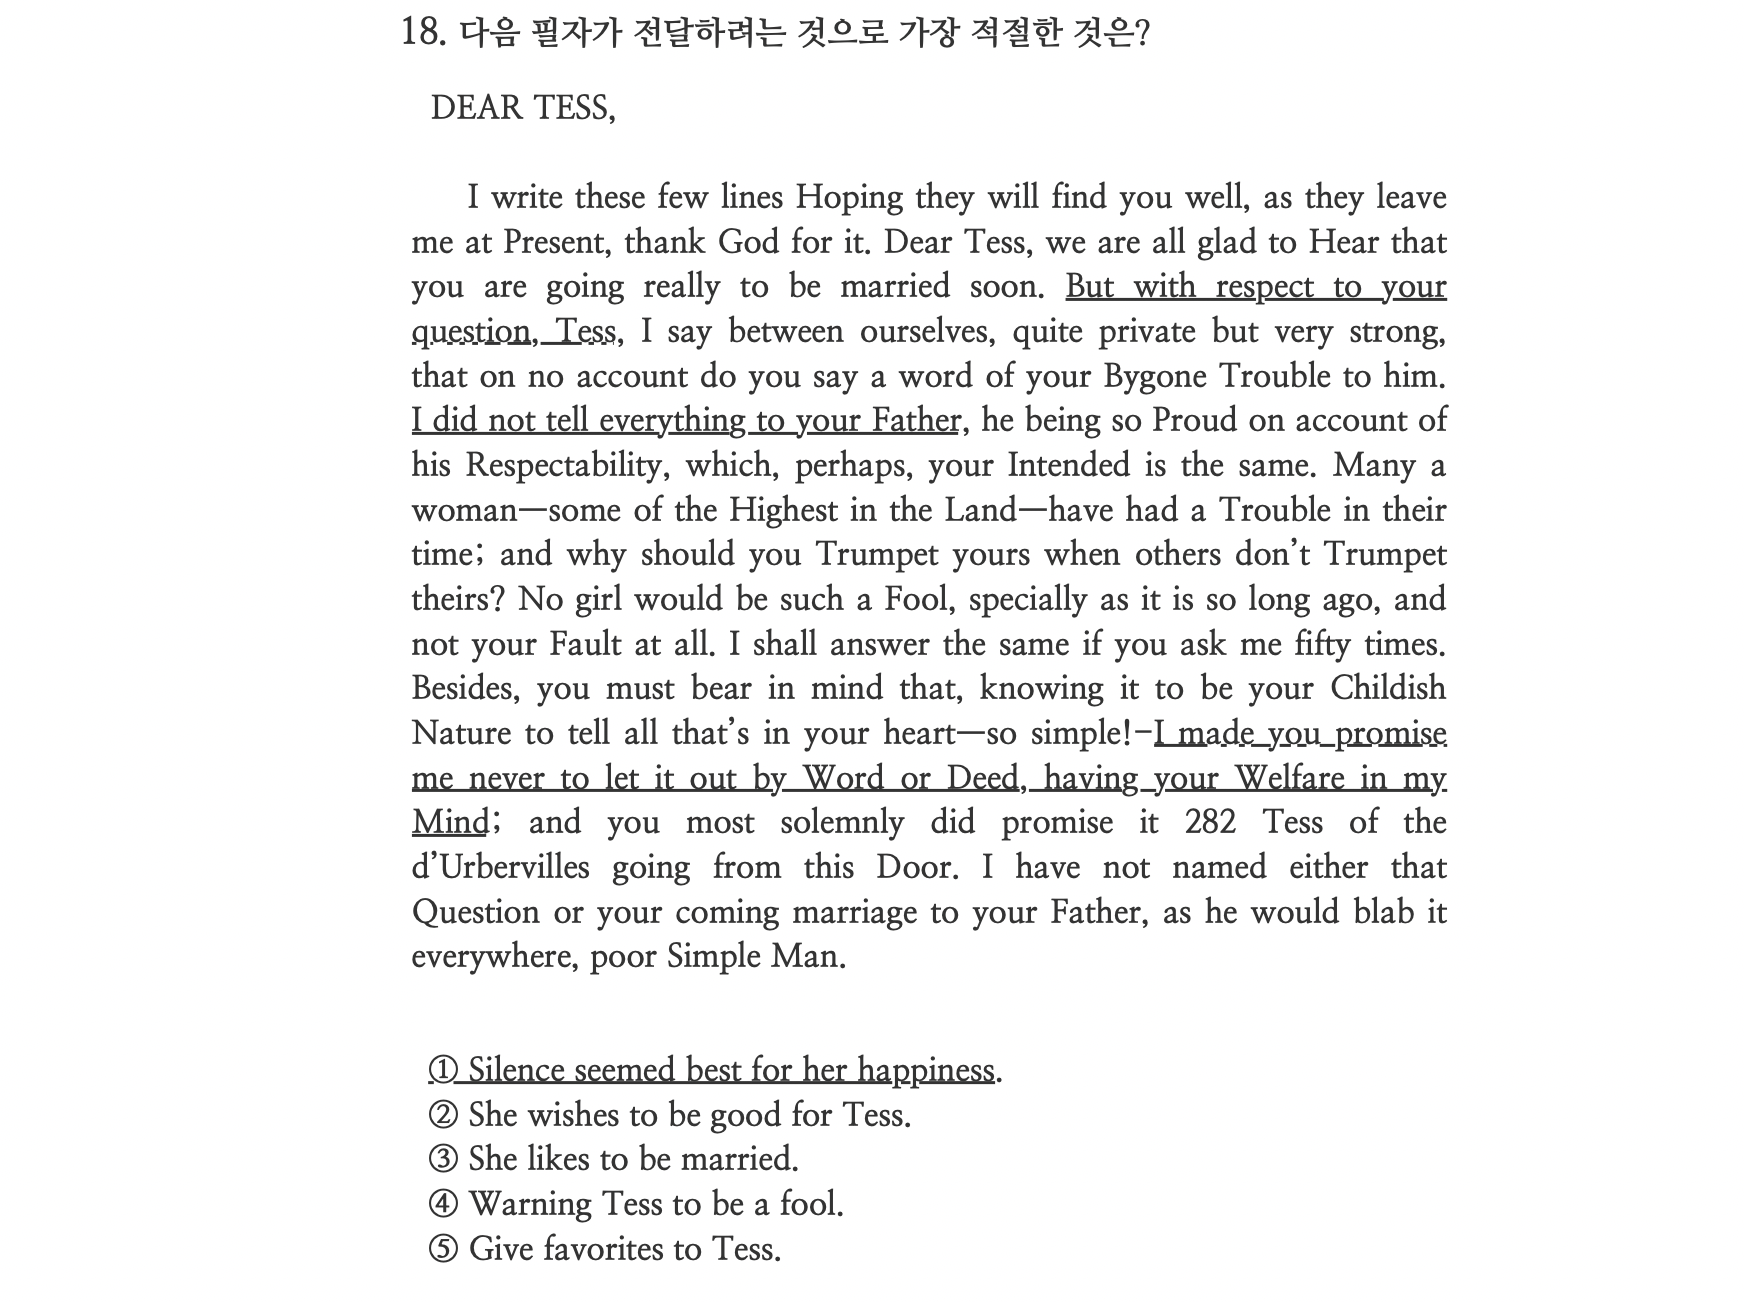 18. 다음 필자가 전달하려는 것으로 가장 적절한 것은?
DEAR TESS,
I write these few lines Hoping they will find you well, as they leave
me at Present, thank God for it. Dear Tess, we are all glad to Hear that
you are going really to be married soon. But with respect to your
question, Tess, I say between ourselves, quite private but very strong,
that on no account do you say a word of your Bygone Trouble to him.
I did not tell everything to your Father, he being so Proud on account of
his Respectability, which, perhaps, your Intended is the same. Many a
woman—some of the Highest in the Land—have had a Trouble in their
time; and why should you Trumpet yours when others don’t Trumpet
theirs? No girl would be such a Fool, specially as it is so long ago, and
not your Fault at all. I shall answer the same if you ask me fifty times.
Besides, you must bear in mind that, knowing it to be your Childish
Nature to tell all that’s in your heart—so simple!–I made you promise
me never to let it out by Word or Deed, having your Welfare in my
Mind; and you most solemnly did promise it 282 Tess of the
d’Urbervilles going from this Door. I have not named either that
Question or your coming marriage to your Father, as he would blab it
everywhere, poor Simple Man.
① Silence seemed best for her happiness.
② She wishes to be good for Tess.
③ She likes to be married.
④ Warning Tess to be a fool.
⑤ Give favorites to Tess.